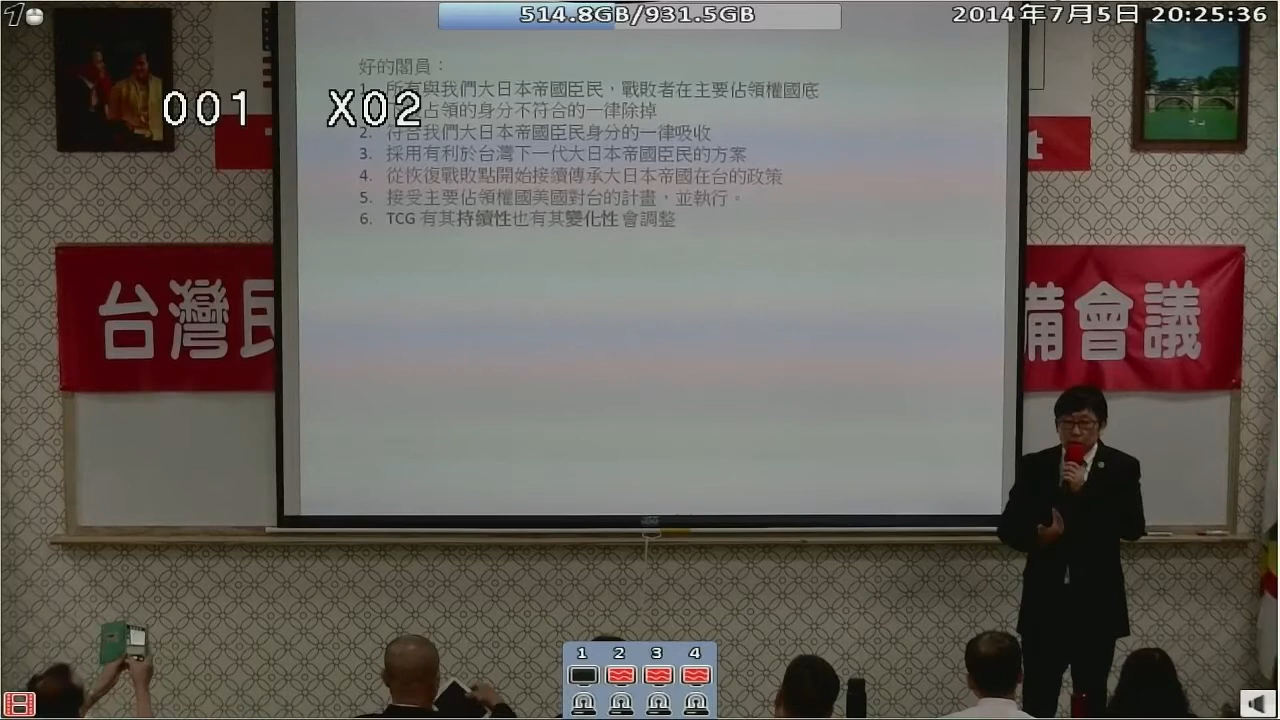 514.8GB/931.5GB
2014年7月5日 20:25:36
001 X02
好的閣員：
所有與我們大日本帝國臣民，戰敗者在主要佔領權國底
占領的身分不符合的一律除掉
2. 符合我們大日本帝國臣民身分的一律吸收
3. 採用有利於台灣下一代大日本帝國臣民的方案
4. 從恢復戰敗點開始接續傳承大日本帝國在台的政策
5. 接受主要佔領權國美國對台的計畫，並執行。
6. TCG 有其持續性也有其變化性會調整
t
台灣民
備會議
1 2 3 4